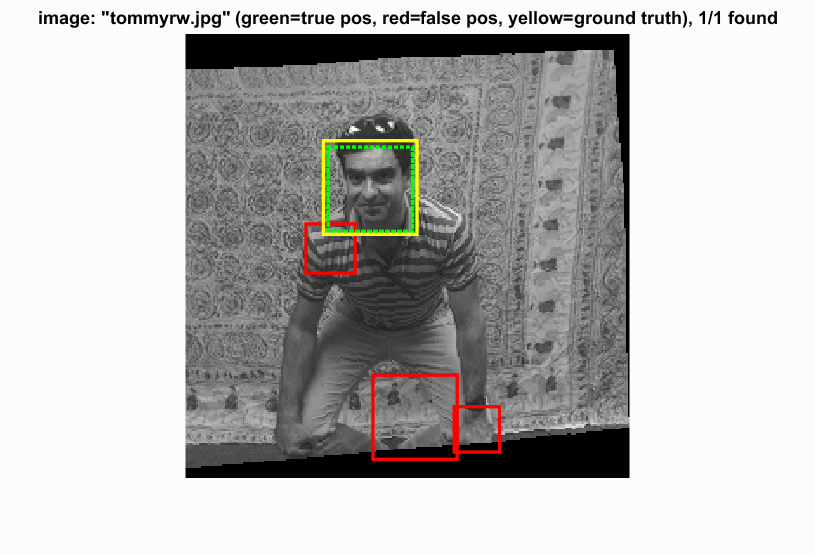 image: "tommyrw.jpg" (green=true pos, red=false pos, yellow=ground truth), 1/1 found